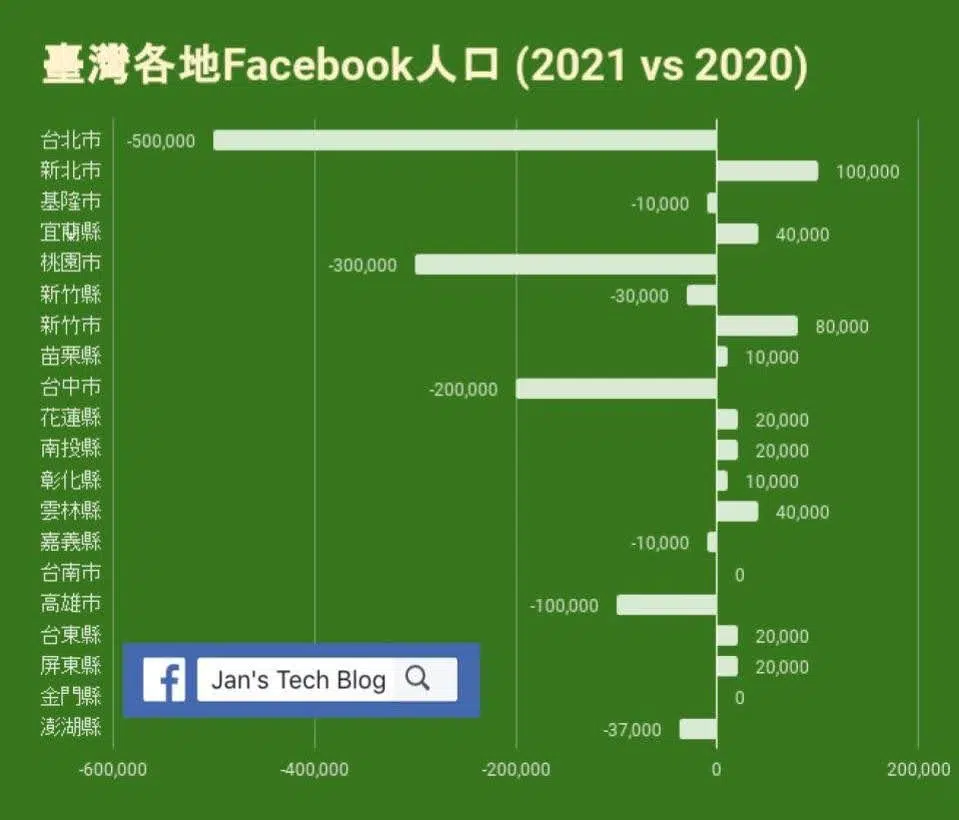 臺灣各地Facebook人口 (2021 vs 2020)
台北市 -500,000
新北市 100,000
基隆市 -10,000
宜蘭縣 40,000
桃園市 -300,000
新竹縣 -30,000
新竹市 80,000
苗栗縣 10,000
台中市 -200,000
花蓮縣 20,000
南投縣 20,000
彰化縣 10,000
雲林縣 40,000
嘉義縣 -10,000
台南市 0
高雄市 -100,000
台東縣 20,000
屏東縣 20,000
金門縣 0
澎湖縣 -37,000
f Jan's Tech Blog
-600,000 -400,000 -200,000 0 200,000